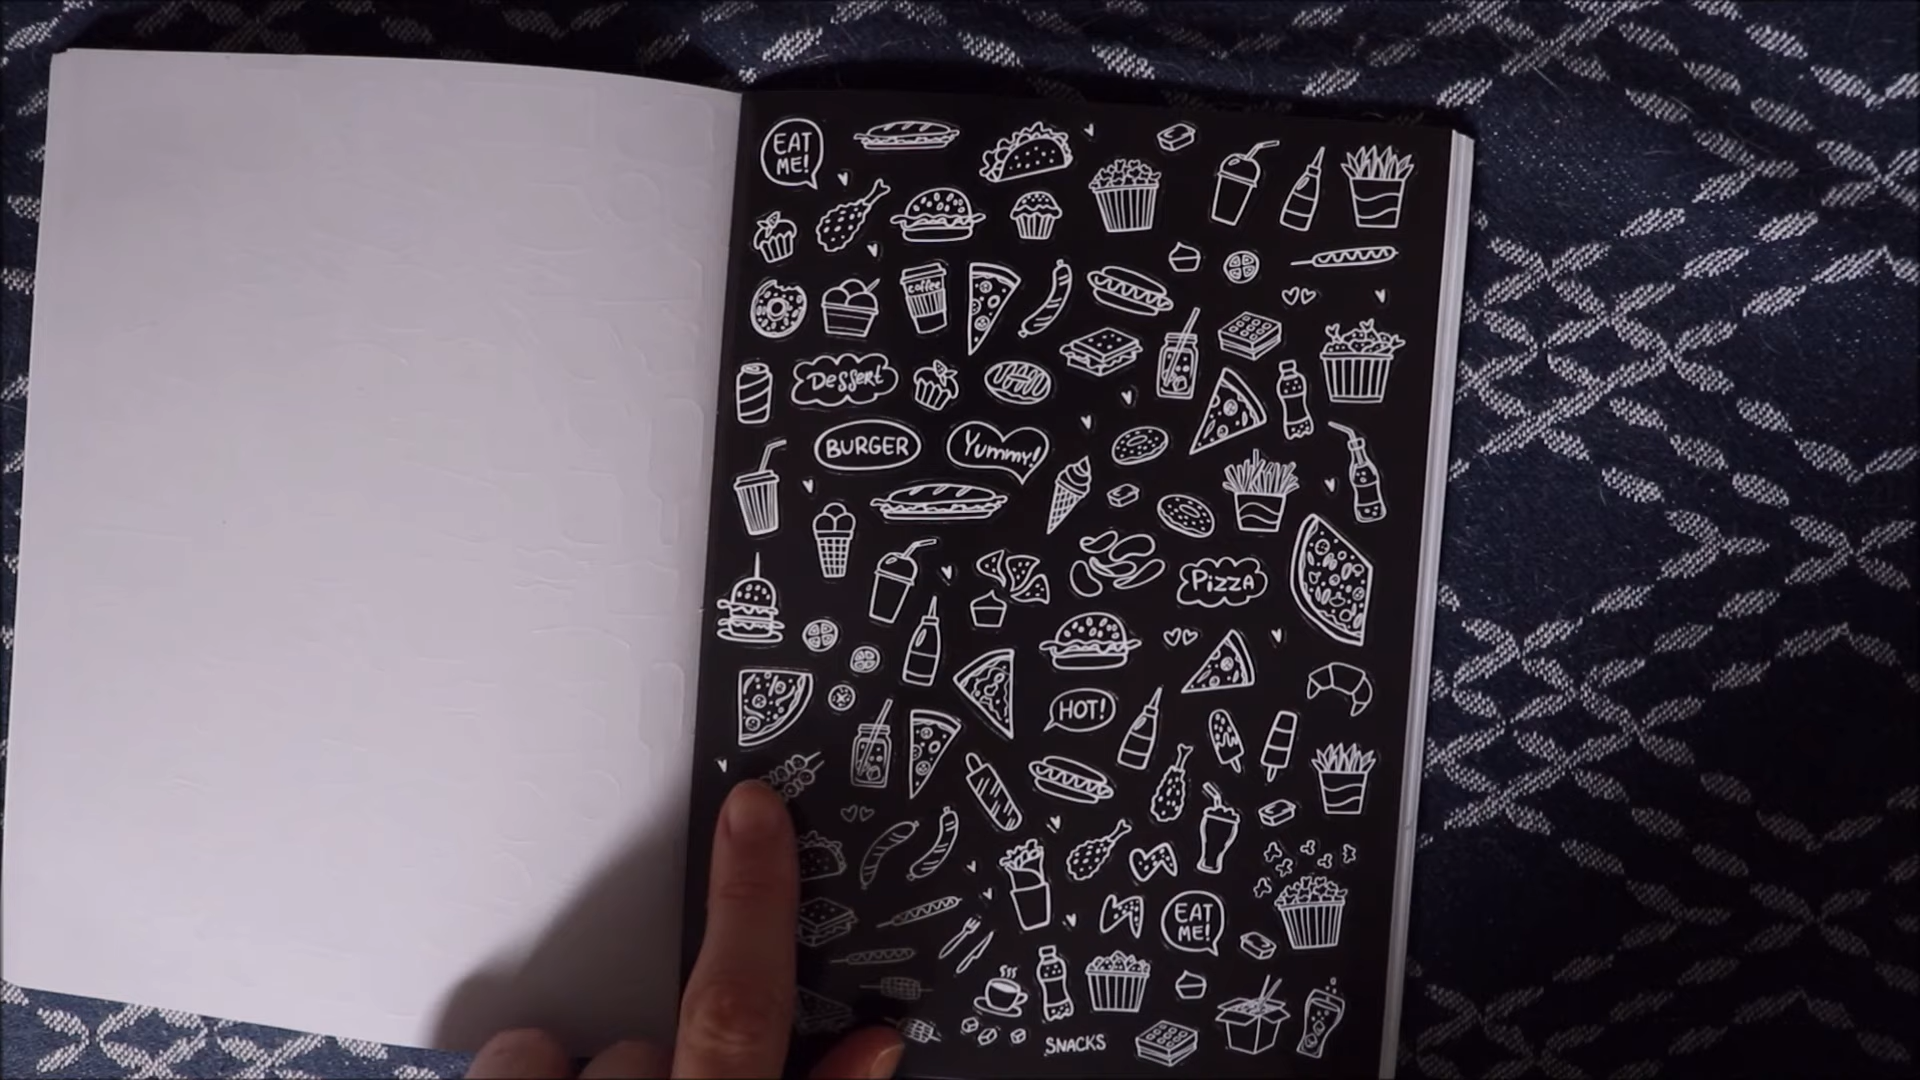 EAT
ME!
coffee
Dessert
BURGER
Yummy!
Pizza
HOT!
EAT
ME!
SNACKS